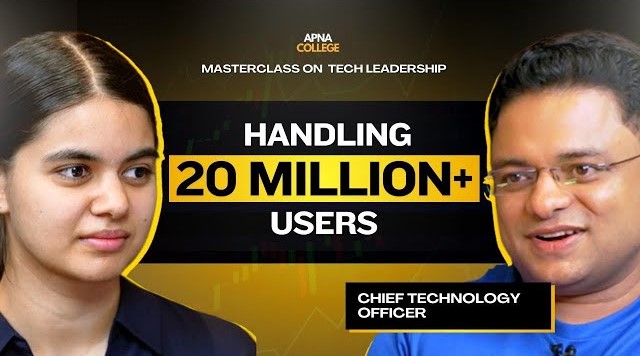 APNA
COLLEGE
MASTERCLASS ON TECH LEADERSHIP
HANDLING
20 MILLION+
USERS
CHIEF TECHNOLOGY
OFFICER